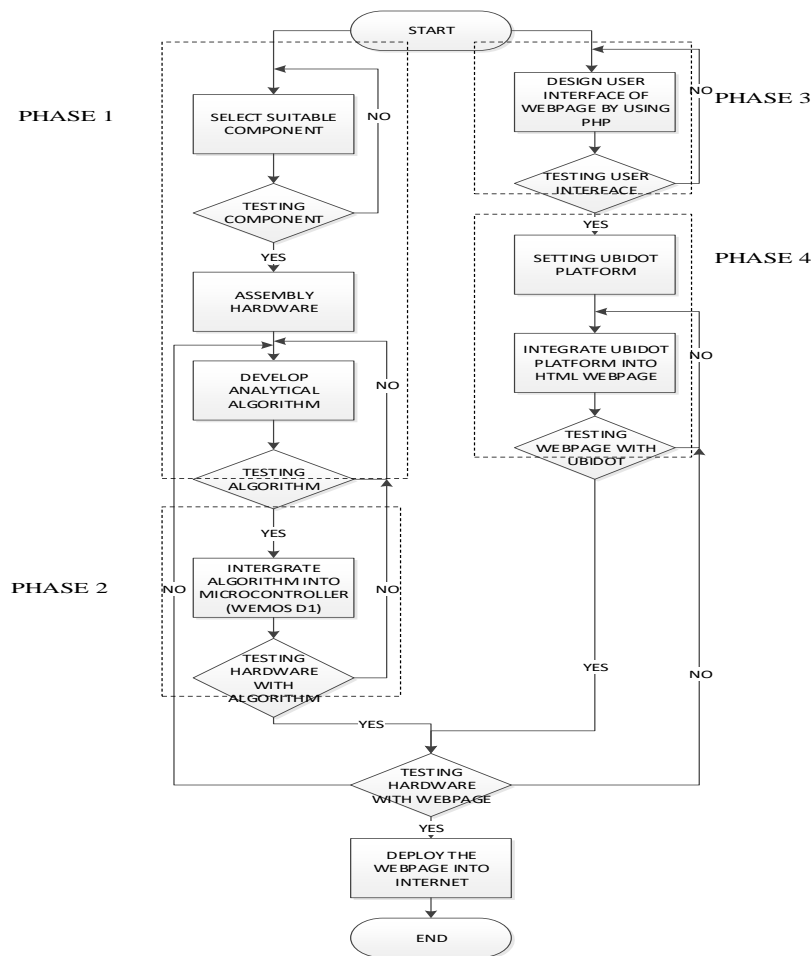 START
PHASE 1
SELECT SUITABLE
COMPONENT
NO
TESTING
COMPONENT
YES
ASSEMBLY
HARDWARE
DEVELOP
ANALYTICAL
ALGORITHM
NO
TESTING
ALGORITHM
YES
PHASE 2
NO
INTERGRATE
ALGORITHM INTO
MICROCONTROLLER
(WEMOS D1)
NO
TESTING
HARDWARE
WITH
ALGORITHM
YES
PHASE 3
DESIGN USER
INTERFACE OF
WEBPAGE BY USING
PHP
NO
TESTING USER
INTERFACE
YES
PHASE 4
SETTING UBIDOT
PLATFORM
INTEGRATE UBIDOT
PLATFORM INTO
HTML WEBPAGE
NO
TESTING
WEBPAGE WITH
UBIDOT
YES
NO
TESTING
HARDWARE
WITH WEBPAGE
YES
DEPLOY THE
WEBPAGE INTO
INTERNET
END